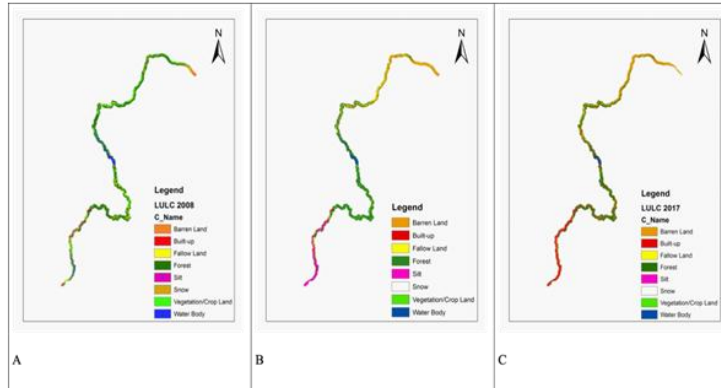 N
Legend
LULC 2008
C_Name
Barren Land
Built-up
Fallow Land
Forest
Silt
Snow
Vegetation/Crop Land
Water Body
A
N
Legend
Barren Land
Built-up
Fallow Land
Forest
Silt
Snow
Vegetation/Crop Land
Water Body
B
N
Legend
LULC 2017
C_Name
Barren Land
Built-up
Fallow Land
Forest
Silt
Snow
Vegetation/Crop Land
Water Body
C